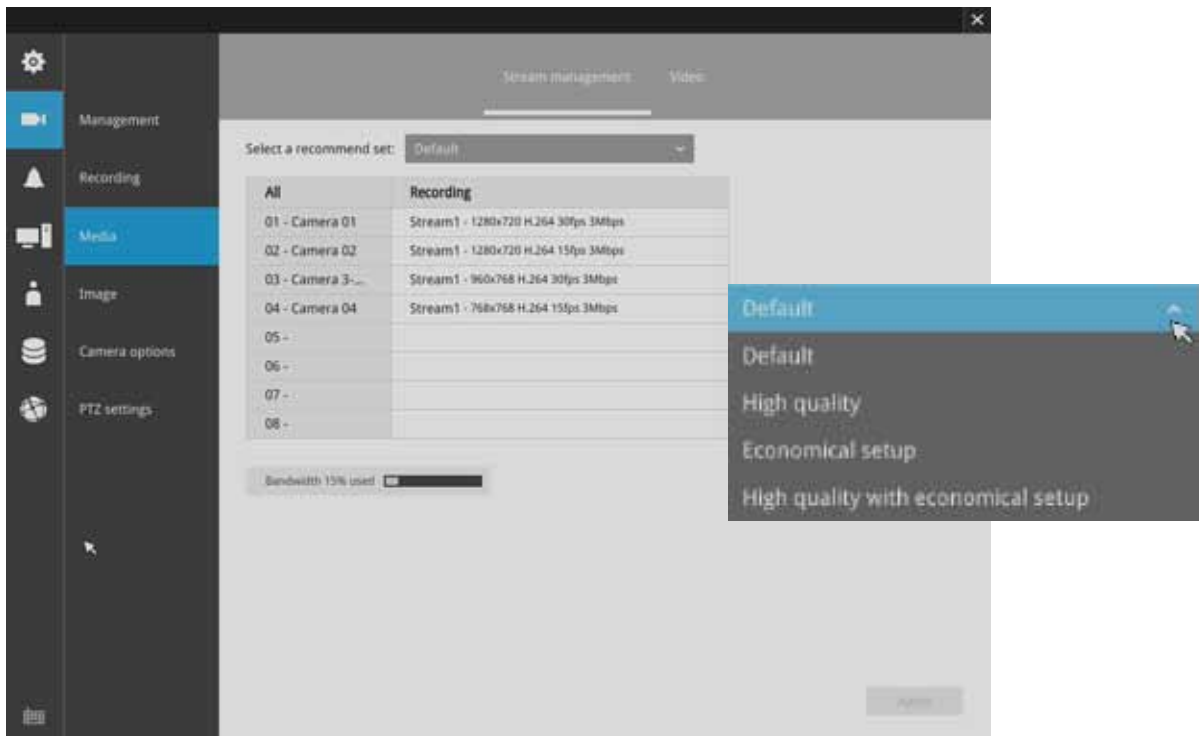 Stream management Video
Management
Select a recommend set: Default
Recording
All Recording
01 - Camera 01 Stream1 - 1280x720 H.264 30fps 3Mbps
Media
02 - Camera 02 Stream1 - 1280x720 H.264 15fps 3Mbps
03 - Camera 3-... Stream1 - 960x768 H.264 30fps 3Mbps
Image
04 - Camera 04 Stream1 - 768x768 H.264 15fps 3Mbps
05 -
Camera options
06 -
07 -
PTZ settings
08 -
Bandwidth 15% used
Default
Default
High quality
Economical setup
High quality with economical setup